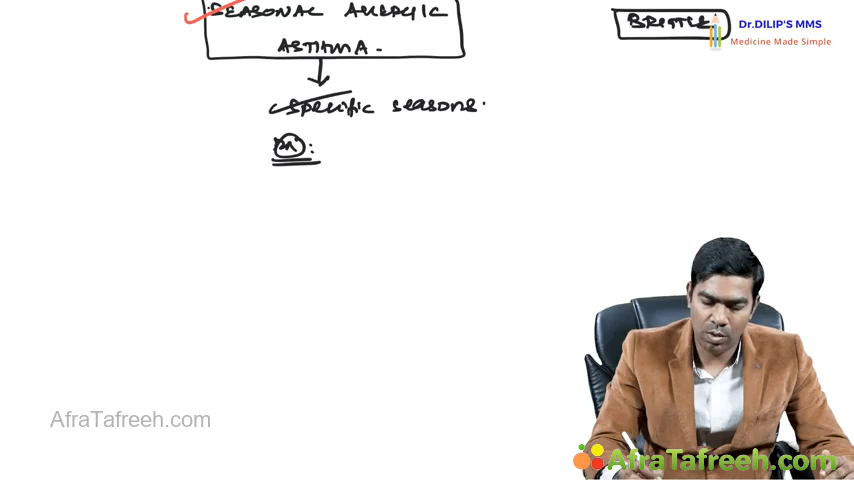 SEASONAL ALLERGIC
ASTHMA -
specific seasons.
BRITTLE
Dr.DILIP'S MMS
Medicine Made Simple
AfraTafreeh.com
AfraTafreeh.com